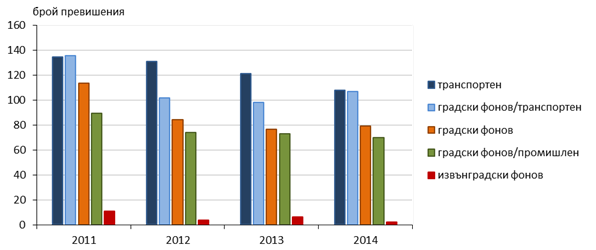 брой превишения
160
140
120
100
80
60
40
20
0
2011 2012 2013 2014
транспортен
градски фонов/транспортен
градски фонов
градски фонов/промишлен
извънградски фонов